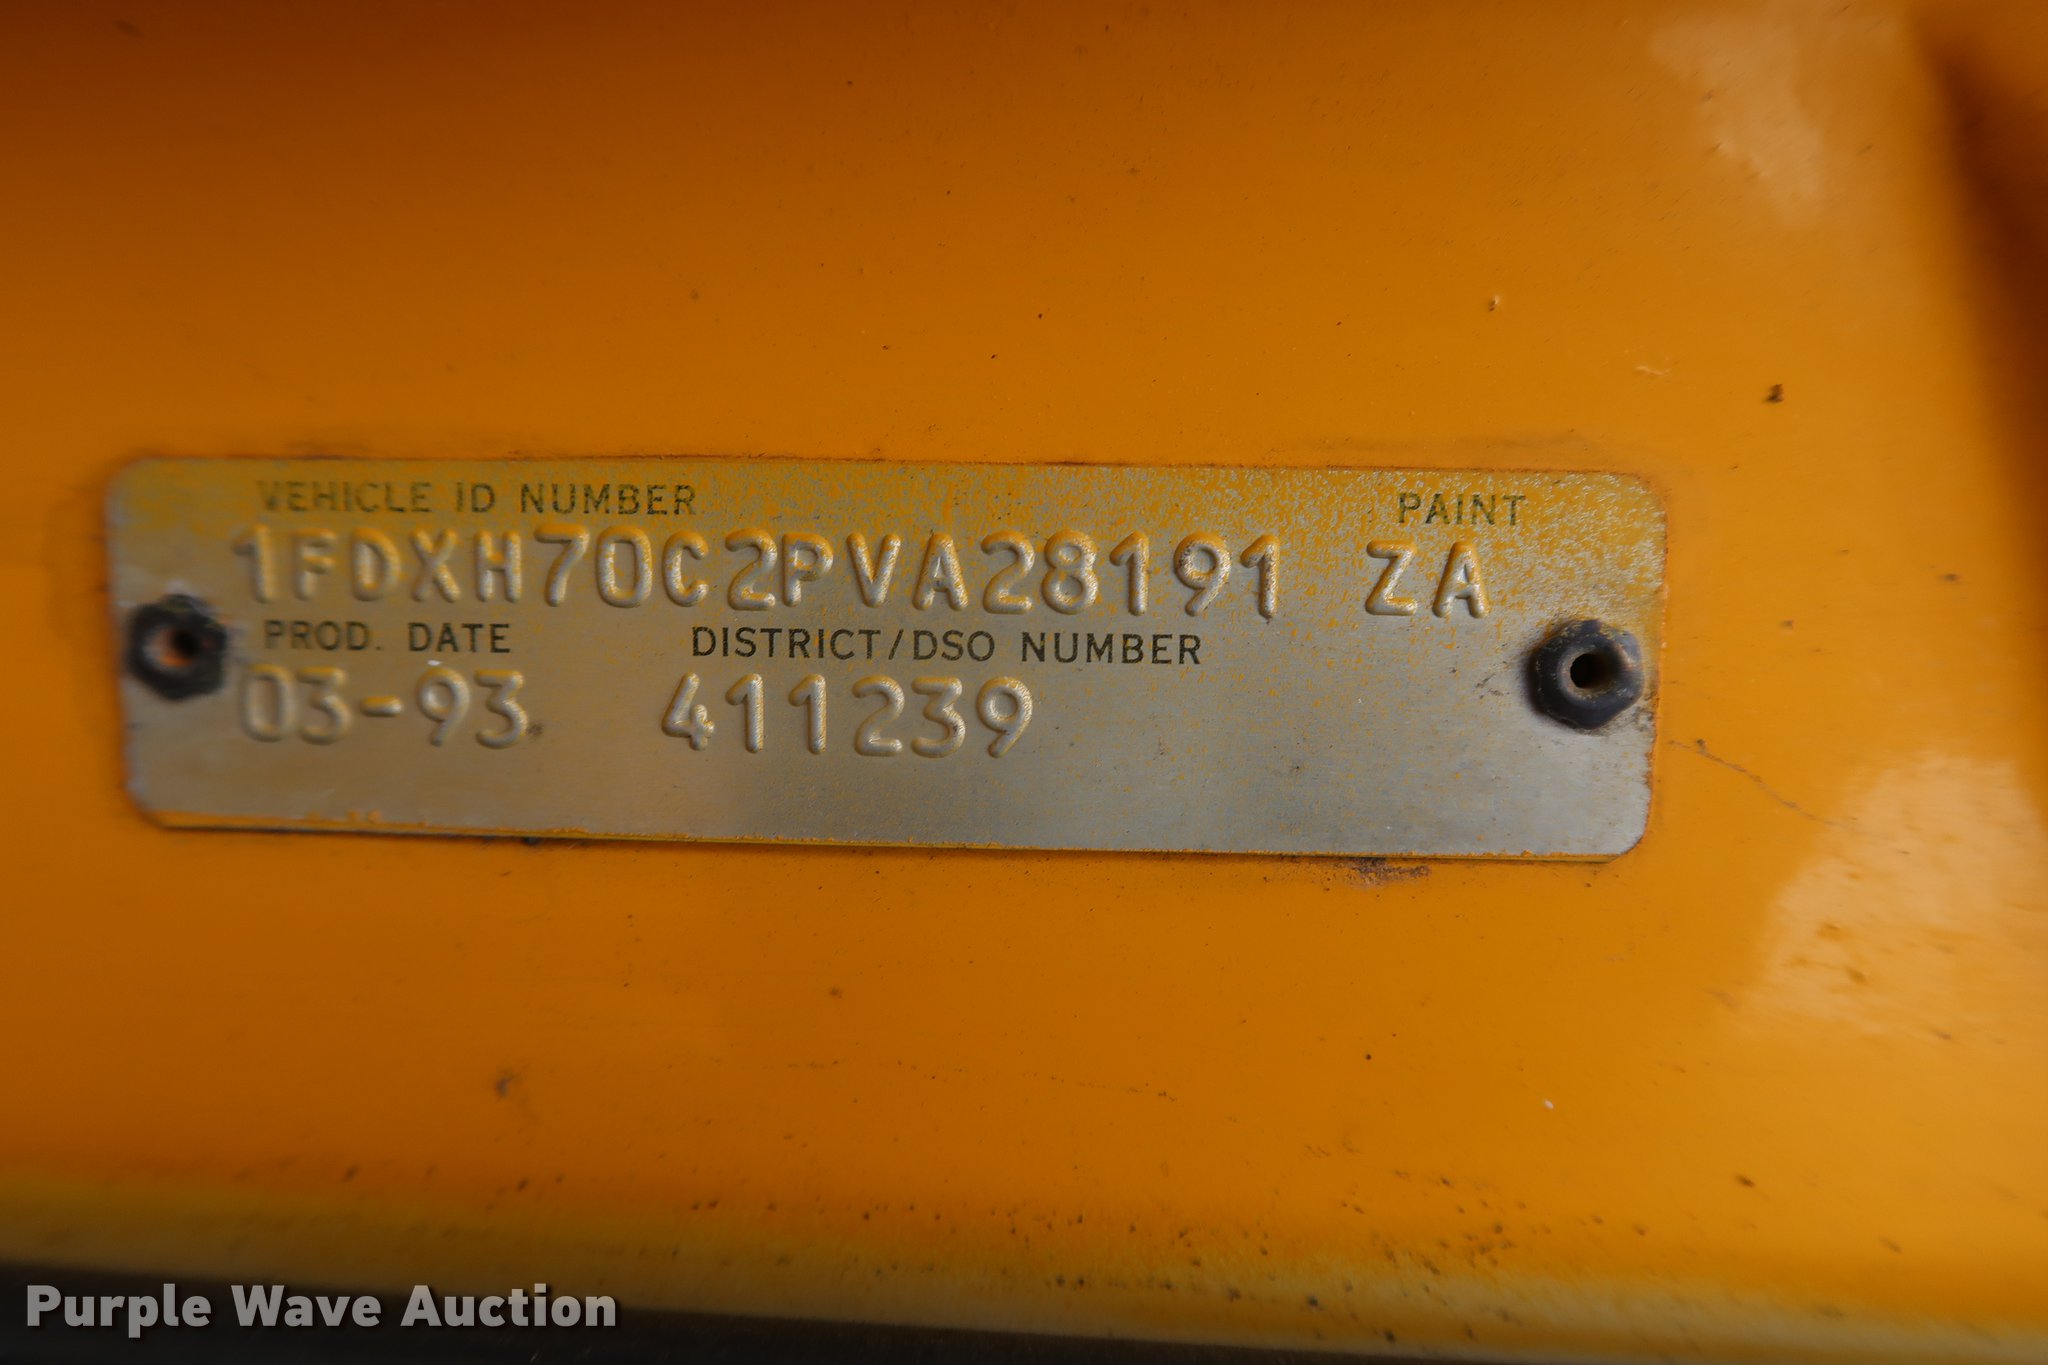 VEHICLE ID NUMBER PAINT
1FDXH70C2PVA28191 ZA
PROD. DATE DISTRICT/DSO NUMBER
03-93 411239
Purple Wave Auction